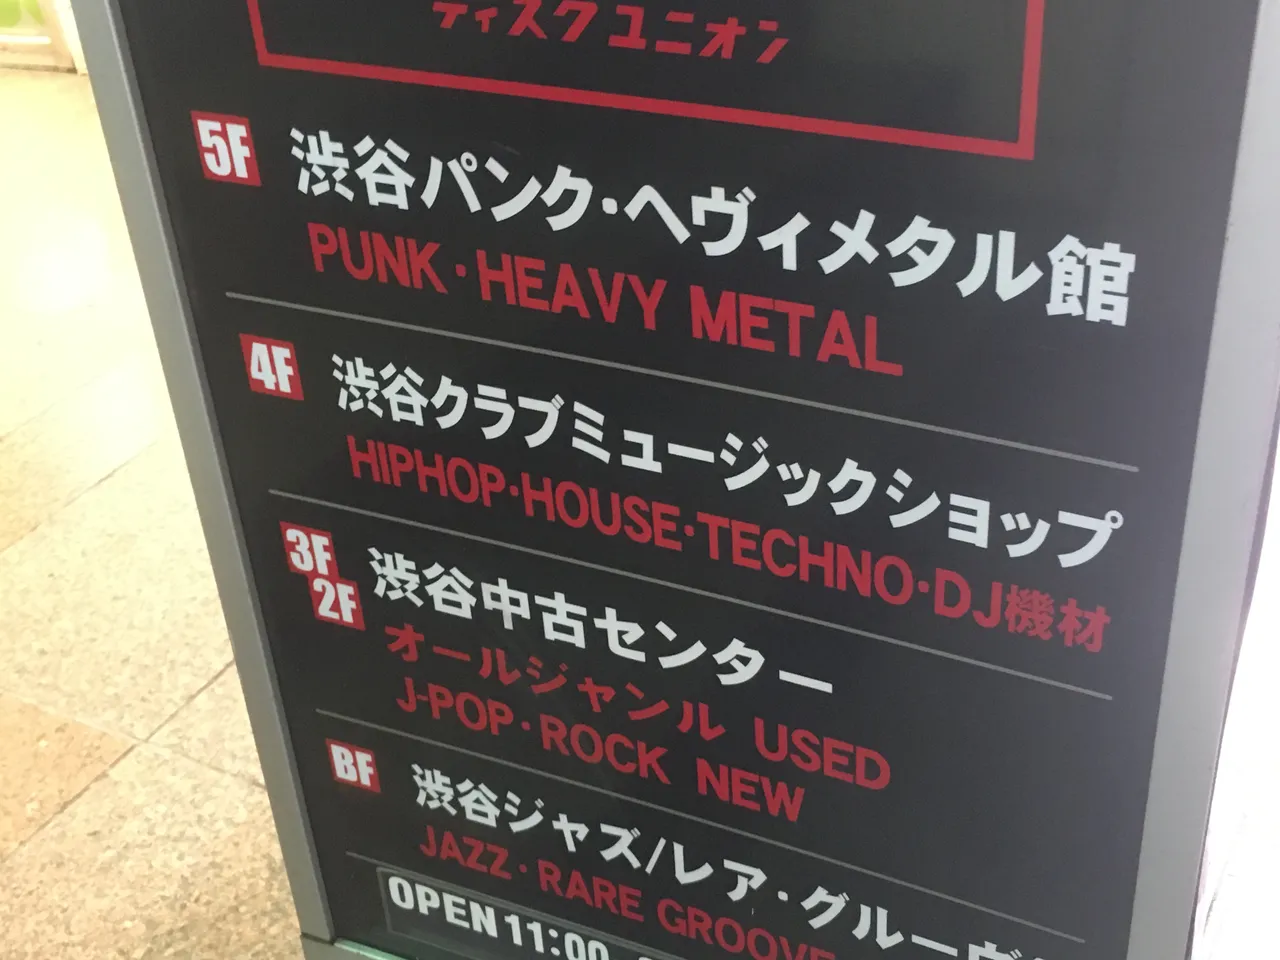 ディスクユニオン
5F 渋谷パンク・ヘヴィメタル館
PUNK・HEAVY METAL
4F 渋谷クラブミュージックショップ
HIPHOP・HOUSE・TECHNO・DJ機材
3F 2F 渋谷中古センター
オールジャンル USED
J-POP・ROCK NEW
BF 渋谷ジャズ/レア・グルーヴ
JAZZ・RARE GROOVE
OPEN 11:00